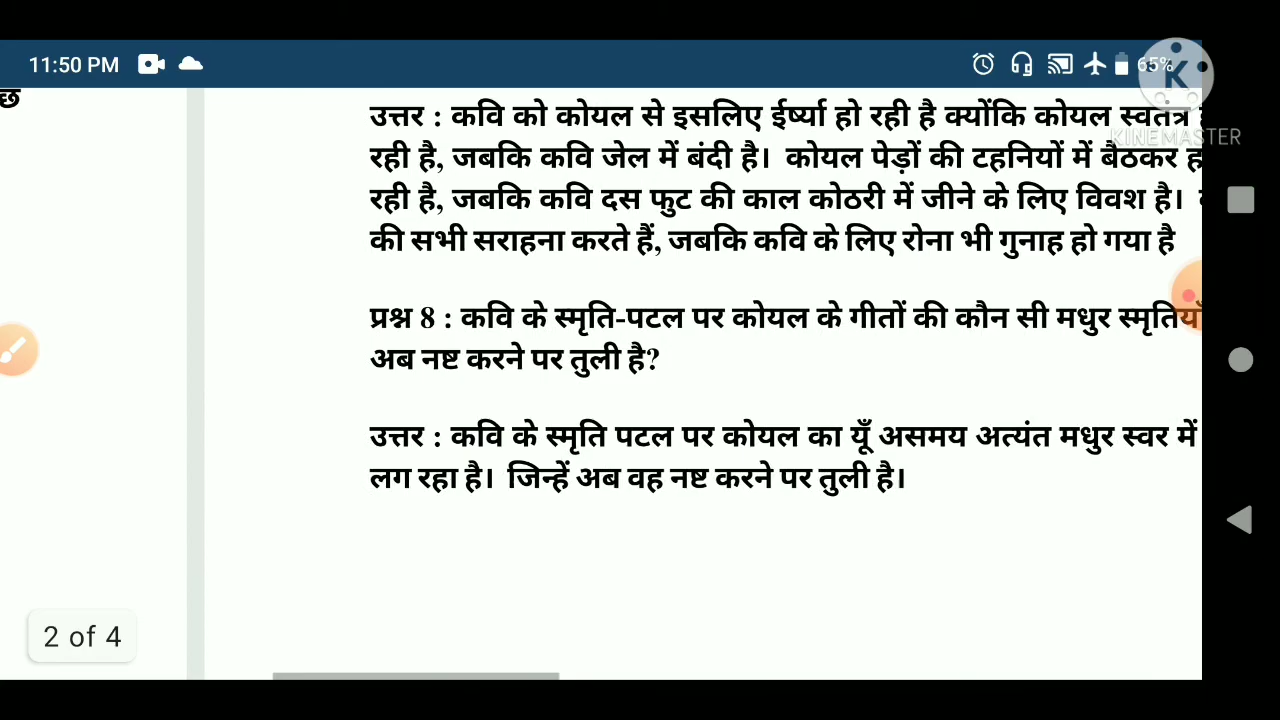 11:50 PM
65%
KINEMASTER
छ
उत्तर : कवि को कोयल से इसलिए ईर्ष्या हो रही है क्योंकि कोयल स्वतंत्र
रही है, जबकि कवि जेल में बंदी है। कोयल पेड़ों की टहनियों में बैठकर
रही है, जबकि कवि दस फुट की काल कोठरी में जीने के लिए विवश है।
की सभी सराहना करते हैं, जबकि कवि के लिए रोना भी गुनाह हो गया है
प्रश्न 8 : कवि के स्मृति-पटल पर कोयल के गीतों की कौन सी मधुर स्मृतियाँ
अब नष्ट करने पर तुली है?
उत्तर : कवि के स्मृति पटल पर कोयल का यूँ असमय अत्यंत मधुर स्वर में
लग रहा है। जिन्हें अब वह नष्ट करने पर तुली है।
2 of 4